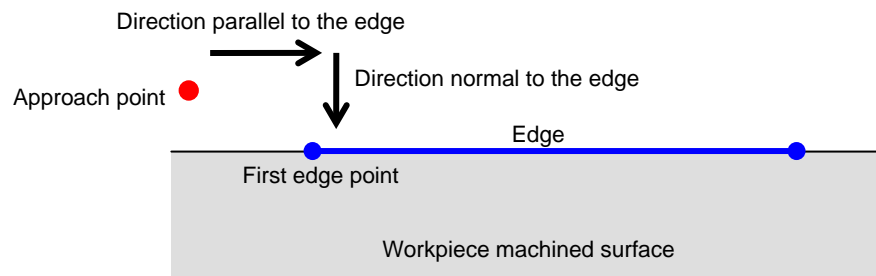 Direction parallel to the edge
Direction normal to the edge
Approach point
Edge
First edge point
Workpiece machined surface